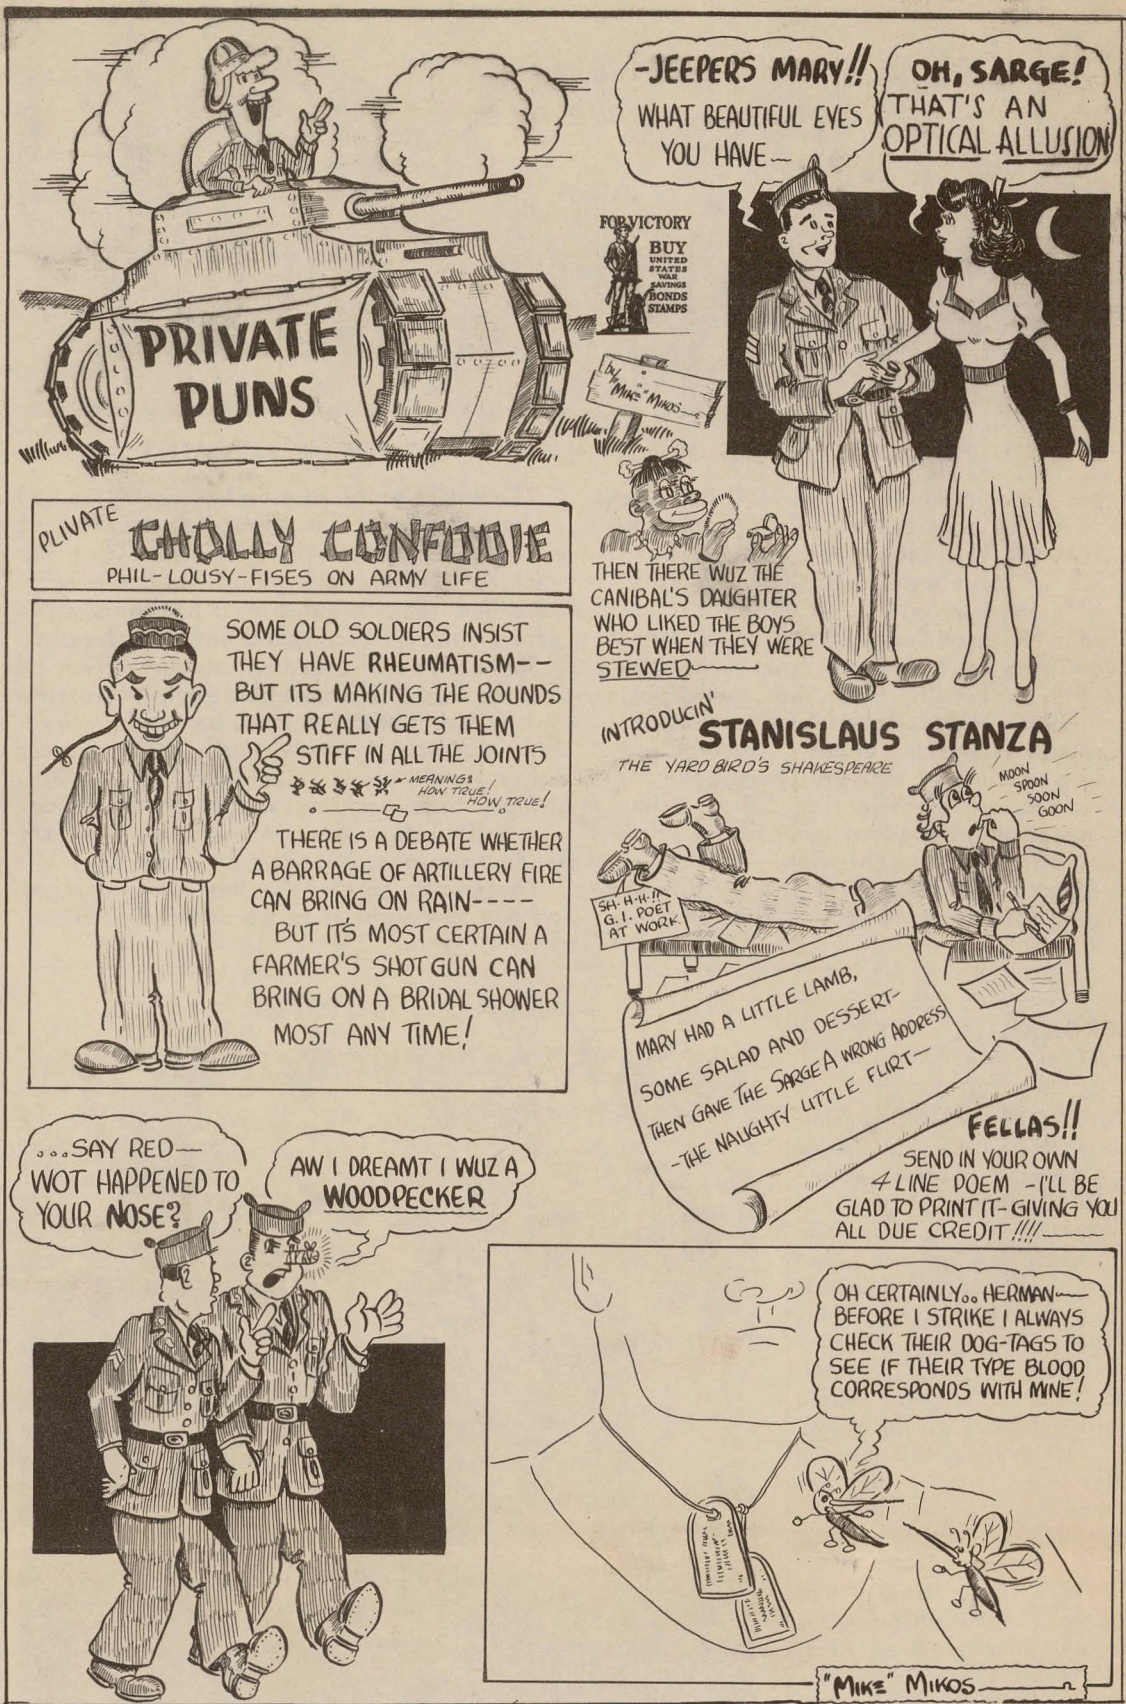 PRIVATE
PUNS
-JEEPERS MARY!!
WHAT BEAUTIFUL EYES
YOU HAVE—
OH, SARGE!
THAT'S AN
OPTICAL ALLUSION
FOR VICTORY
BUY
UNITED
STATES
WAR
SAVINGS
BONDS
STAMPS
by
"MIKE" MIKOS—
THEN THERE WUZ THE
CANIBAL'S DAUGHTER
WHO LIKED THE BOYS
BEST WHEN THEY WERE
STEWED—
PLIVATE
CHOLLY CONFOOIE
PHIL-LOUSY-FISES ON ARMY LIFE
SOME OLD SOLDIERS INSIST
THEY HAVE RHEUMATISM--
BUT ITS MAKING THE ROUNDS
THAT REALLY GETS THEM
STIFF IN ALL THE JOINTS
MEANING:
HOW TRUE!
HOW TRUE!
THERE IS A DEBATE WHETHER
A BARRAGE OF ARTILLERY FIRE
CAN BRING ON RAIN----
BUT IT'S MOST CERTAIN A
FARMER'S SHOT GUN CAN
BRING ON A BRIDAL SHOWER
MOST ANY TIME!
INTRODUCIN'
STANISLAUS STANZA
THE YARD BIRD'S SHAKESPEARE
MOON
SPOON
SOON
GOON
SH-H-H-!!
G.I. POET
AT WORK
MARY HAD A LITTLE LAMB,
SOME SALAD AND DESSERT-
THEN GAVE THE SARGE A WRONG ADDRESS
-THE NAUGHTY LITTLE FLIRT—
FELLAS!!
SEND IN YOUR OWN
4 LINE POEM -I'LL BE
GLAD TO PRINT IT-GIVING YOU
ALL DUE CREDIT!!!!—
...SAY RED—
WOT HAPPENED TO
YOUR NOSE?
AW I DREAMT I WUZ A
WOODPECKER
OH CERTAINLY.. HERMAN—
BEFORE I STRIKE I ALWAYS
CHECK THEIR DOG-TAGS TO
SEE IF THEIR TYPE BLOOD
CORRESPONDS WITH MINE!
"MIKE" MIKOS—